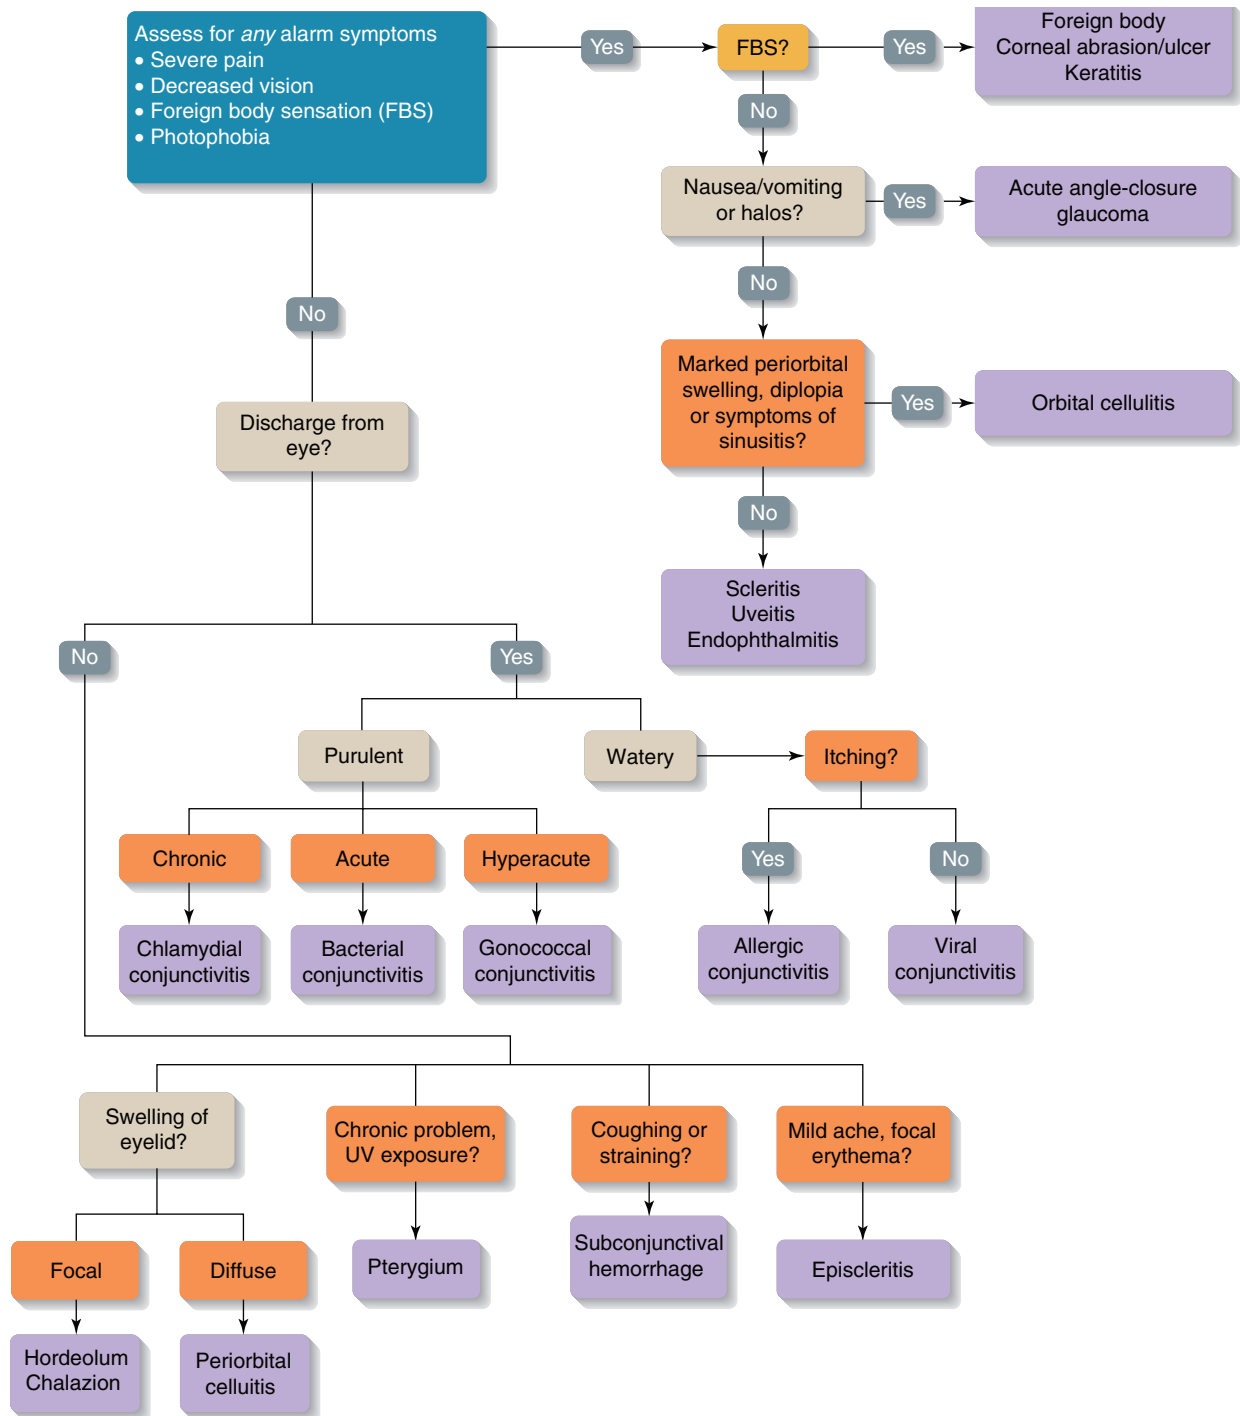 Assess for any alarm symptoms
• Severe pain
• Decreased vision
• Foreign body sensation (FBS)
• Photophobia
Yes
FBS?
Yes
Foreign body
Corneal abrasion/ulcer
Keratitis
No
Nausea/vomiting
or halos?
Yes
Acute angle-closure
glaucoma
No
Marked periorbital
swelling, diplopia
or symptoms of
sinusitis?
Yes
Orbital cellulitis
No
Scleritis
Uveitis
Endophthalmitis
No
Discharge from
eye?
No
Yes
Purulent
Watery
Itching?
Chronic
Acute
Hyperacute
Yes
No
Chlamydial
conjunctivitis
Bacterial
conjunctivitis
Gonococcal
conjunctivitis
Allergic
conjunctivitis
Viral
conjunctivitis
Swelling of
eyelid?
Chronic problem,
UV exposure?
Coughing or
straining?
Mild ache, focal
erythema?
Focal
Diffuse
Pterygium
Subconjunctival
hemorrhage
Episcleritis
Hordeolum
Chalazion
Periorbital
celluitis